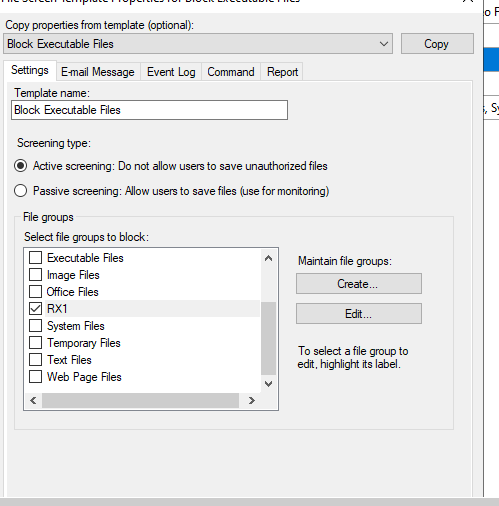 File Screen Template Properties for Block Executable Files
Copy properties from template (optional):
Block Executable Files
Copy
Settings
E-mail Message
Event Log
Command
Report
Template name:
Block Executable Files
Screening type:
Active screening: Do not allow users to save unauthorized files
Passive screening: Allow users to save files (use for monitoring)
File groups
Select file groups to block:
Executable Files
Image Files
Office Files
RX1
System Files
Temporary Files
Text Files
Web Page Files
Maintain file groups:
Create...
Edit...
To select a file group to
edit, highlight its label.